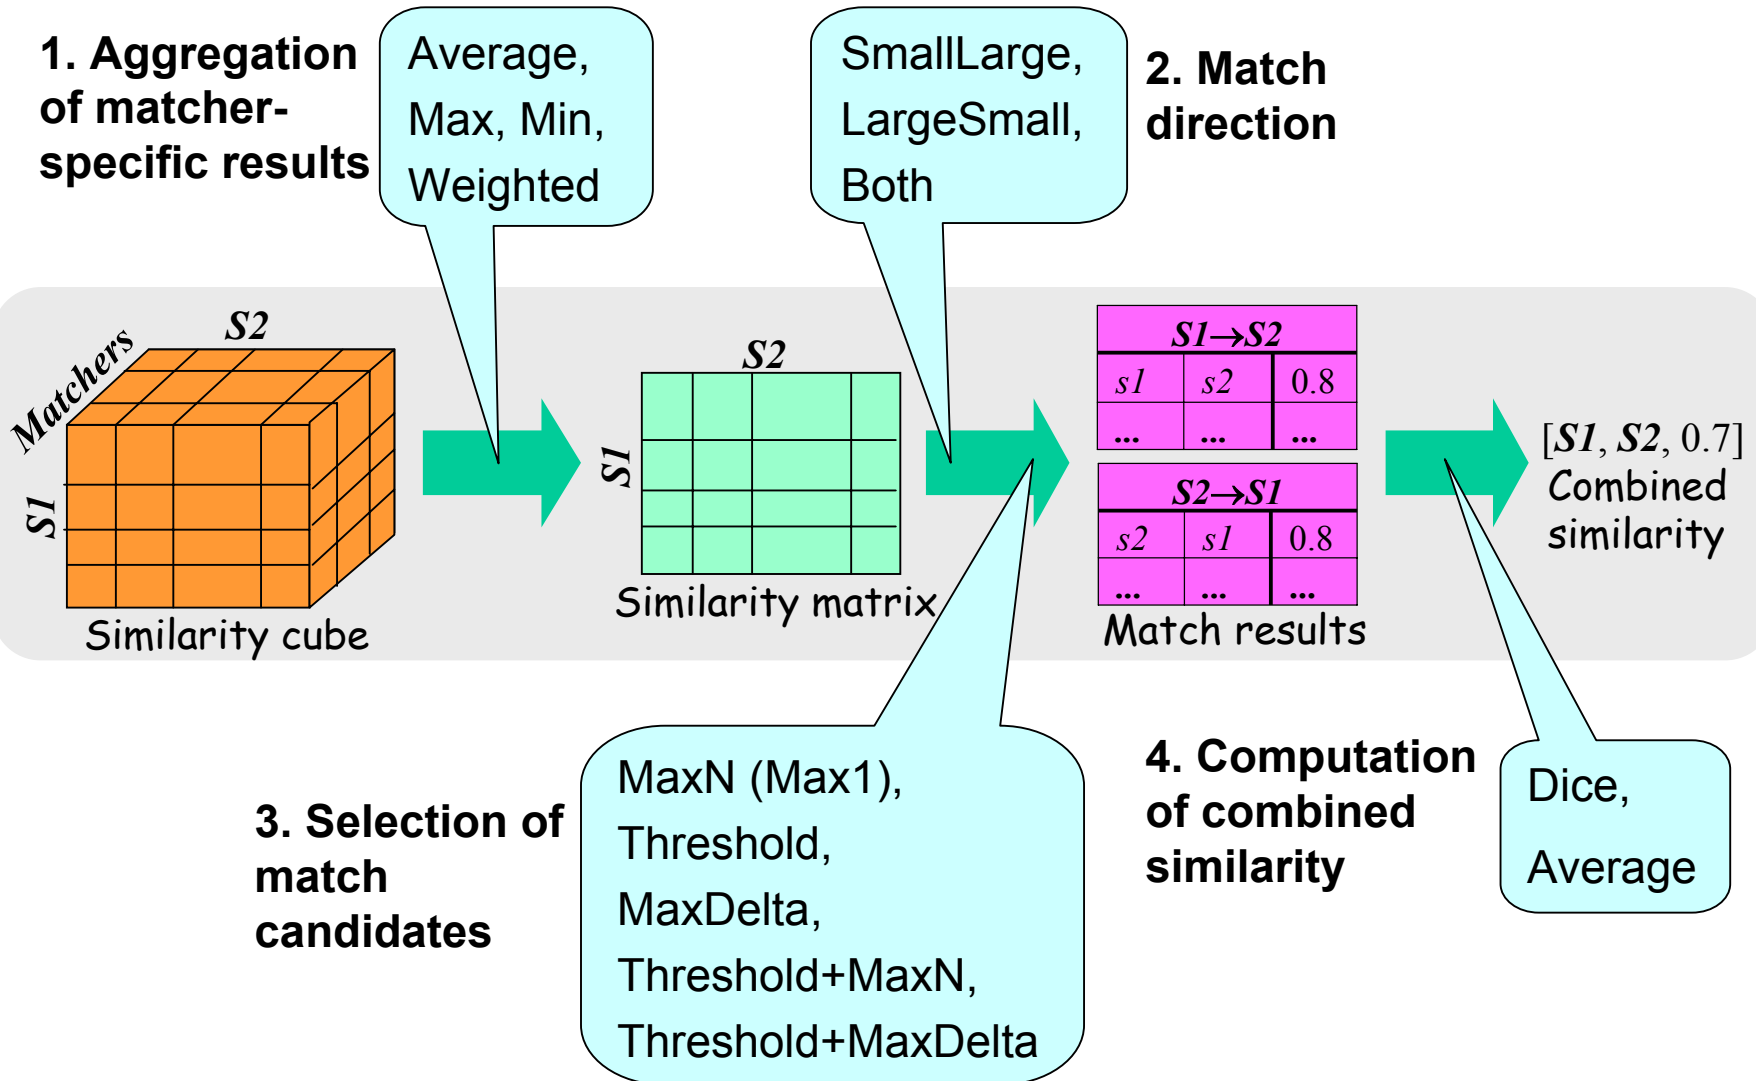 1. Aggregation
of matcher-
specific results
Average,
Max, Min,
Weighted
SmallLarge,
LargeSmall,
Both
2. Match
direction
Matchers
S2
S1
Similarity cube
S2
S1
Similarity matrix
S1→S2
s1 s2 0.8
... ... ...
S2→S1
s2 s1 0.8
... ... ...
Match results
[S1, S2, 0.7]
Combined
similarity
3. Selection of
match
candidates
MaxN (Max1),
Threshold,
MaxDelta,
Threshold+MaxN,
Threshold+MaxDelta
4. Computation
of combined
similarity
Dice,
Average